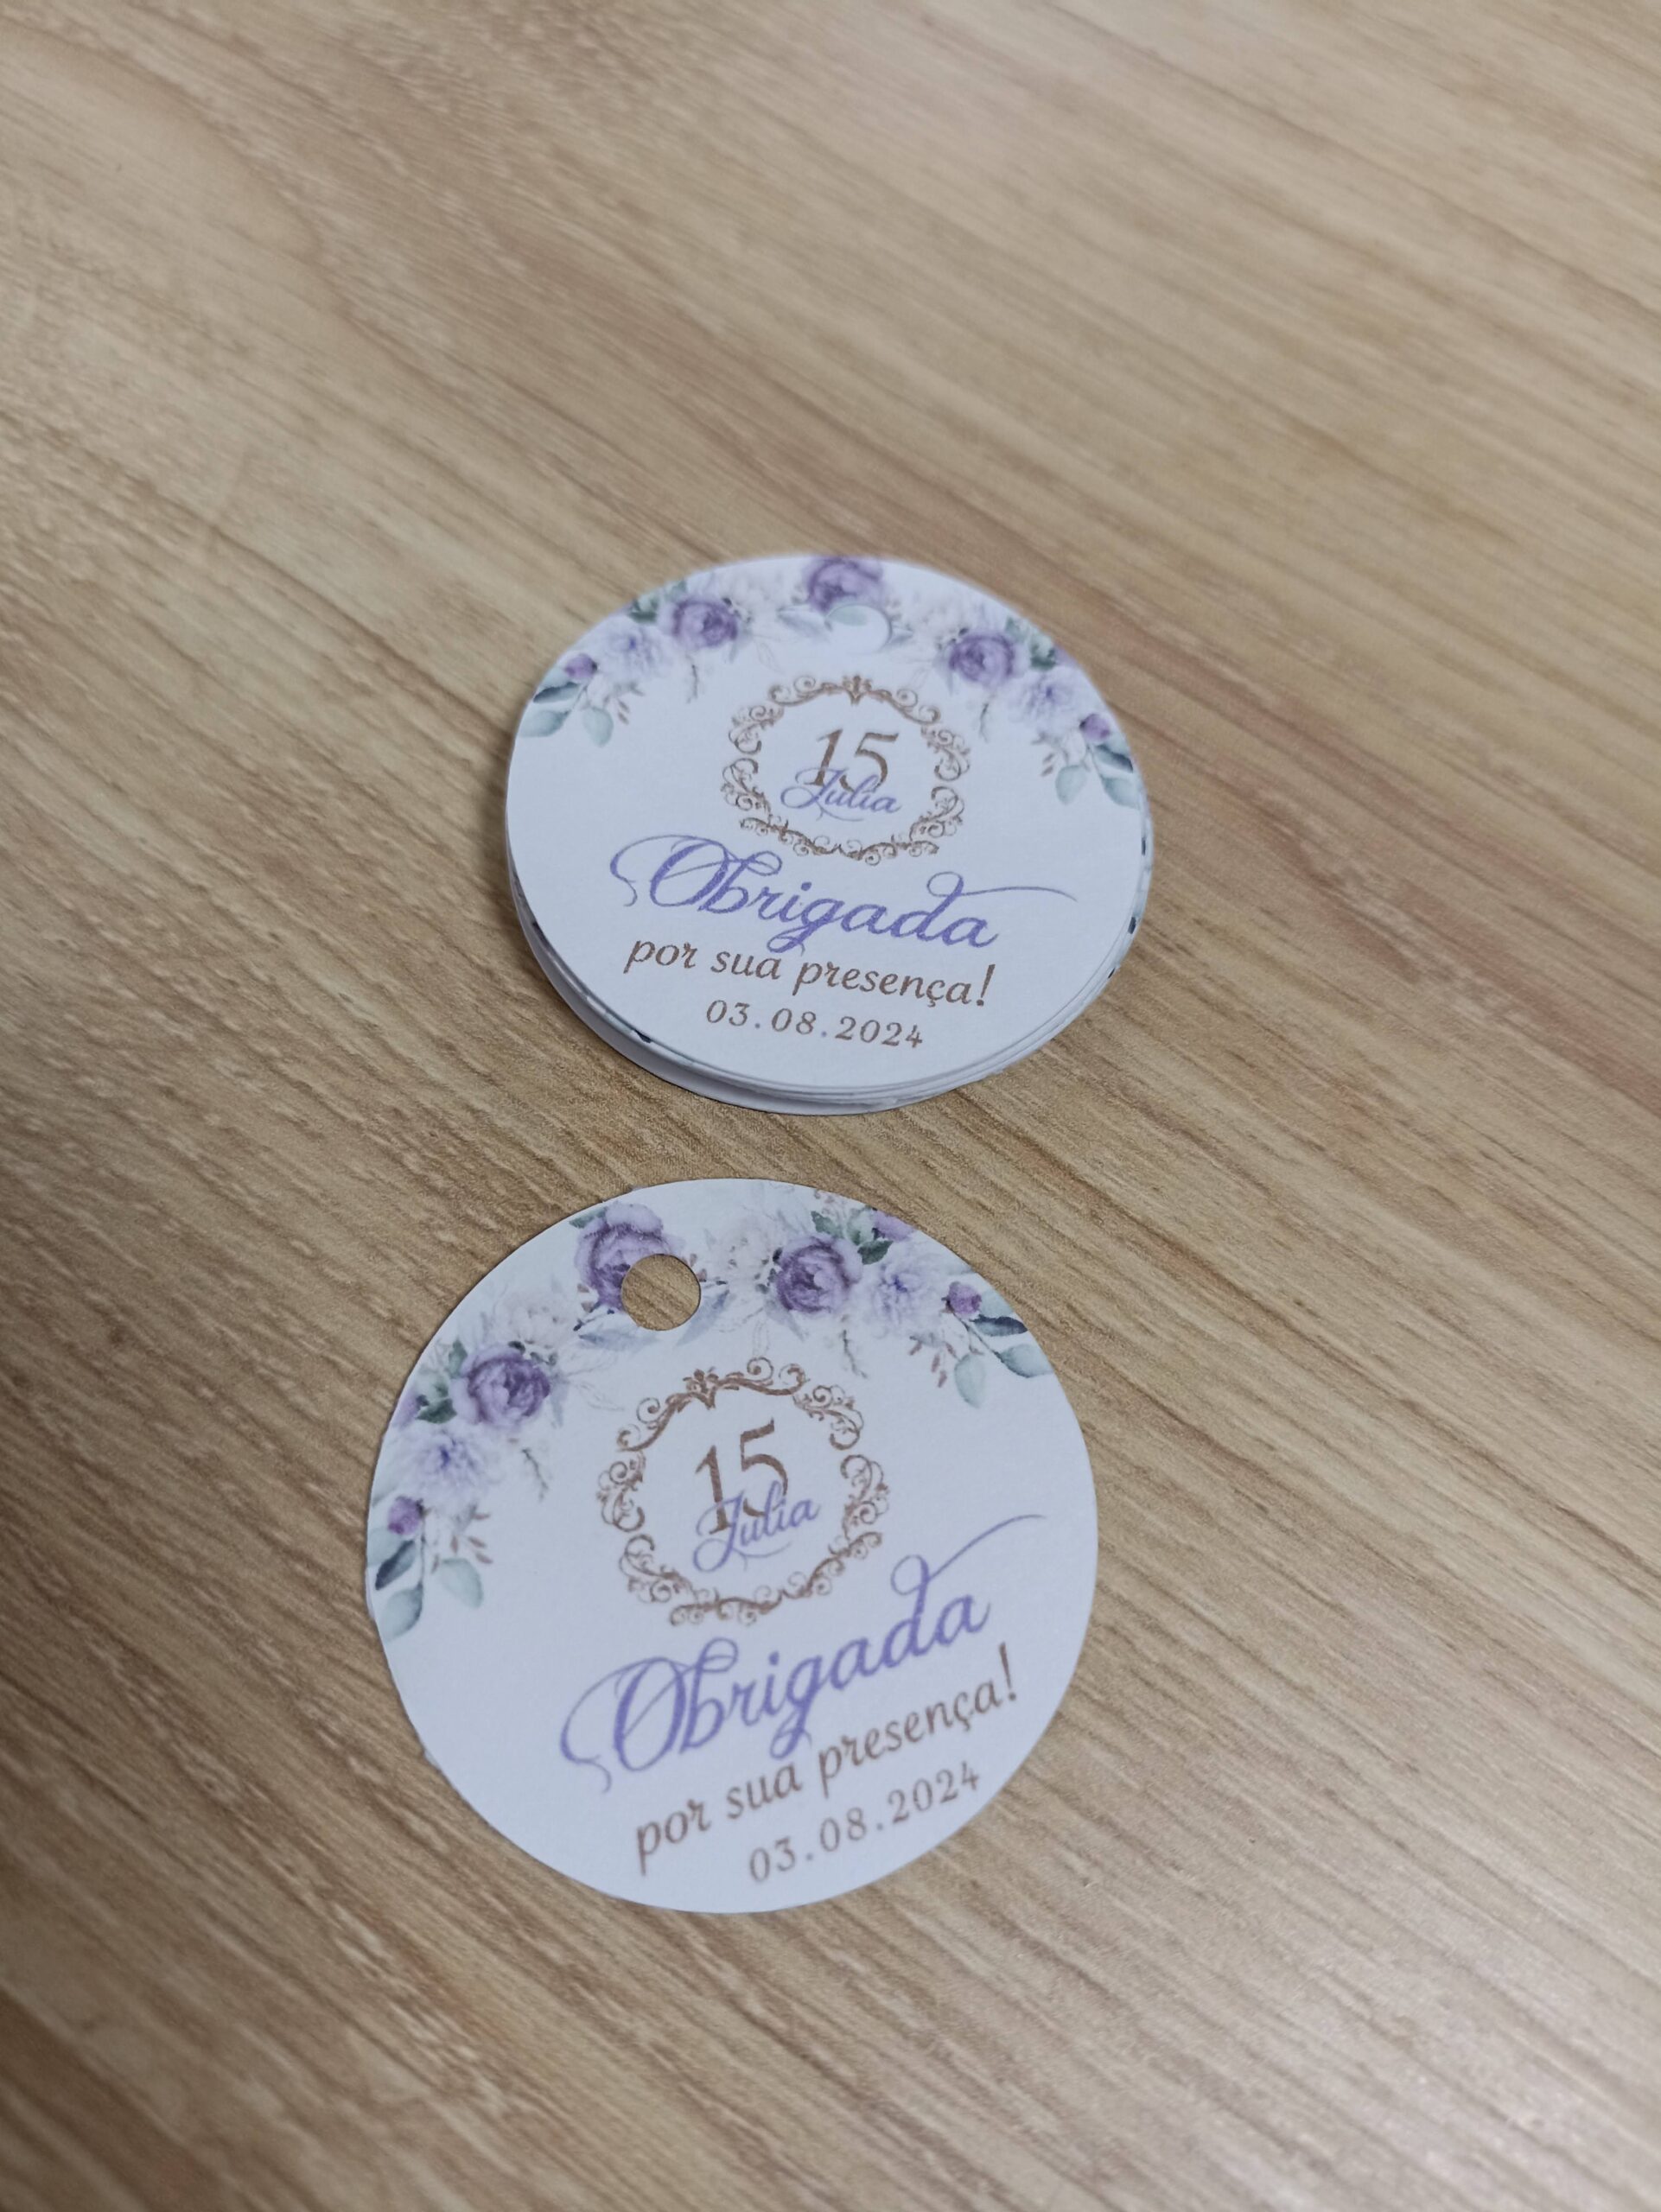 15
Julia
Obrigada
por sua presença!
03.08.2024
15
Julia
Obrigada
por sua presença!
03.08.2024